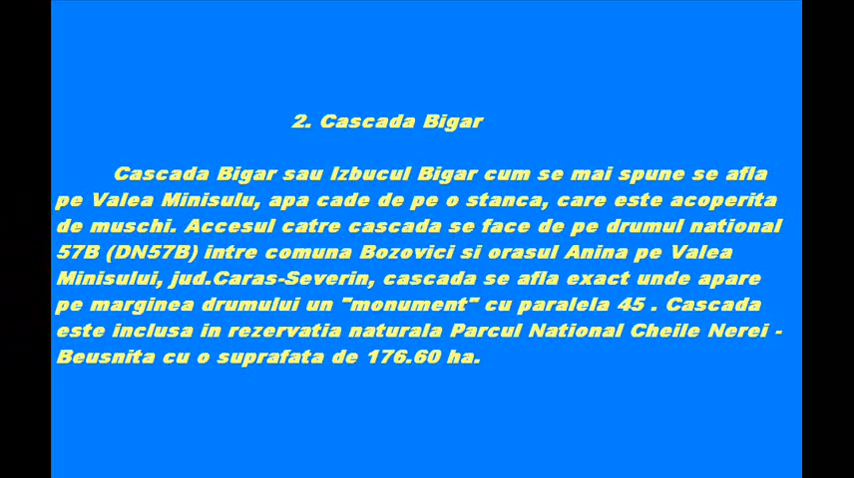 2. Cascada Bigar
Cascada Bigar sau Izbucul Bigar cum se mai spune se afla
pe Valea Minisulu, apa cade de pe o stanca, care este acoperita
de muschi. Accesul catre cascada se face de pe drumul national
57B (DN57B) intre comuna Bozovici si orasul Anina pe Valea
Minisului, jud.Caras-Severin, cascada se afla exact unde apare
pe marginea drumului un "monument" cu paralela 45 . Cascada
este inclusa in rezervatia naturala Parcul National Cheile Nerei -
Beusnita cu o suprafata de 176.60 ha.